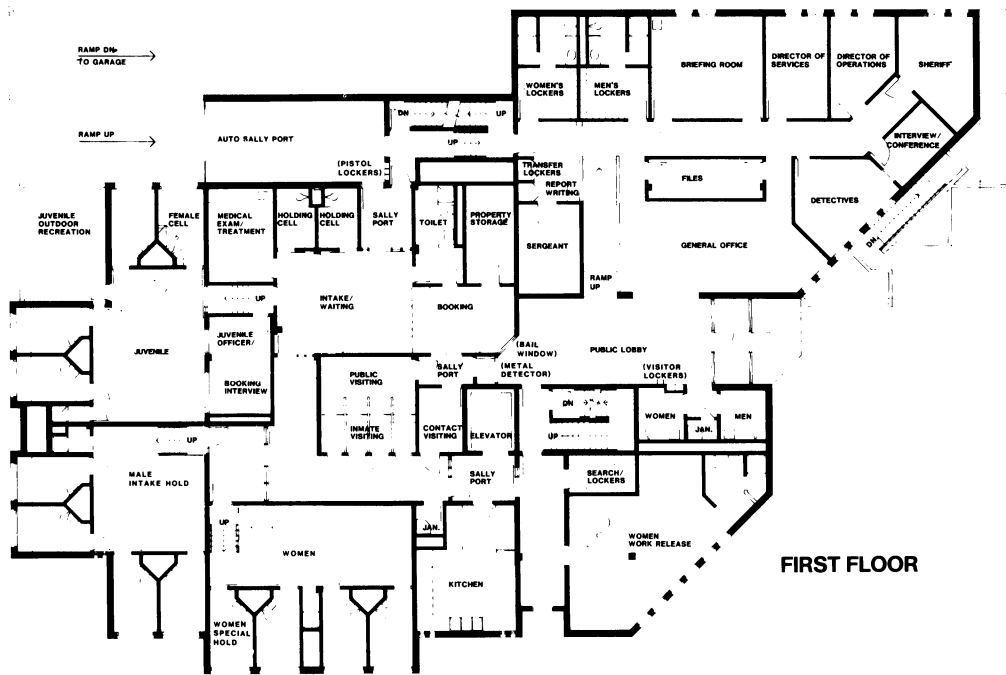 RAMP DN
TO GARAGE
RAMP UP
AUTO SALLY PORT
DN
UP
UP
WOMEN'S
LOCKERS
MEN'S
LOCKERS
BRIEFING ROOM
DIRECTOR OF
SERVICES
DIRECTOR OF
OPERATIONS
SHERIFF
INTERVIEW/
CONFERENCE
(PISTOL
LOCKERS)
TRANSFER
LOCKERS
REPORT
WRITING
FILES
DETECTIVES
JUVENILE
OUTDOOR
RECREATION
FEMALE
CELL
MEDICAL
EXAM/
TREATMENT
HOLDING
CELL
HOLDING
CELL
SALLY
PORT
TOILET
PROPERTY
STORAGE
SERGEANT
GENERAL OFFICE
DN
RAMP
UP
UP
INTAKE/
WAITING
BOOKING
JUVENILE
JUVENILE
OFFICER/
BOOKING
INTERVIEW
PUBLIC
VISITING
INMATE
VISITING
SALLY
PORT
(BAIL
WINDOW)
(METAL
DETECTOR)
PUBLIC LOBBY
(VISITOR
LOCKERS)
CONTACT
VISITING
ELEVATOR
DN
UP
WOMEN
JAN.
MEN
UP
MALE
INTAKE HOLD
SALLY
PORT
SEARCH/
LOCKERS
UP
WOMEN
JAN.
WOMEN
WORK RELEASE
KITCHEN
WOMEN
SPECIAL
HOLD
FIRST FLOOR